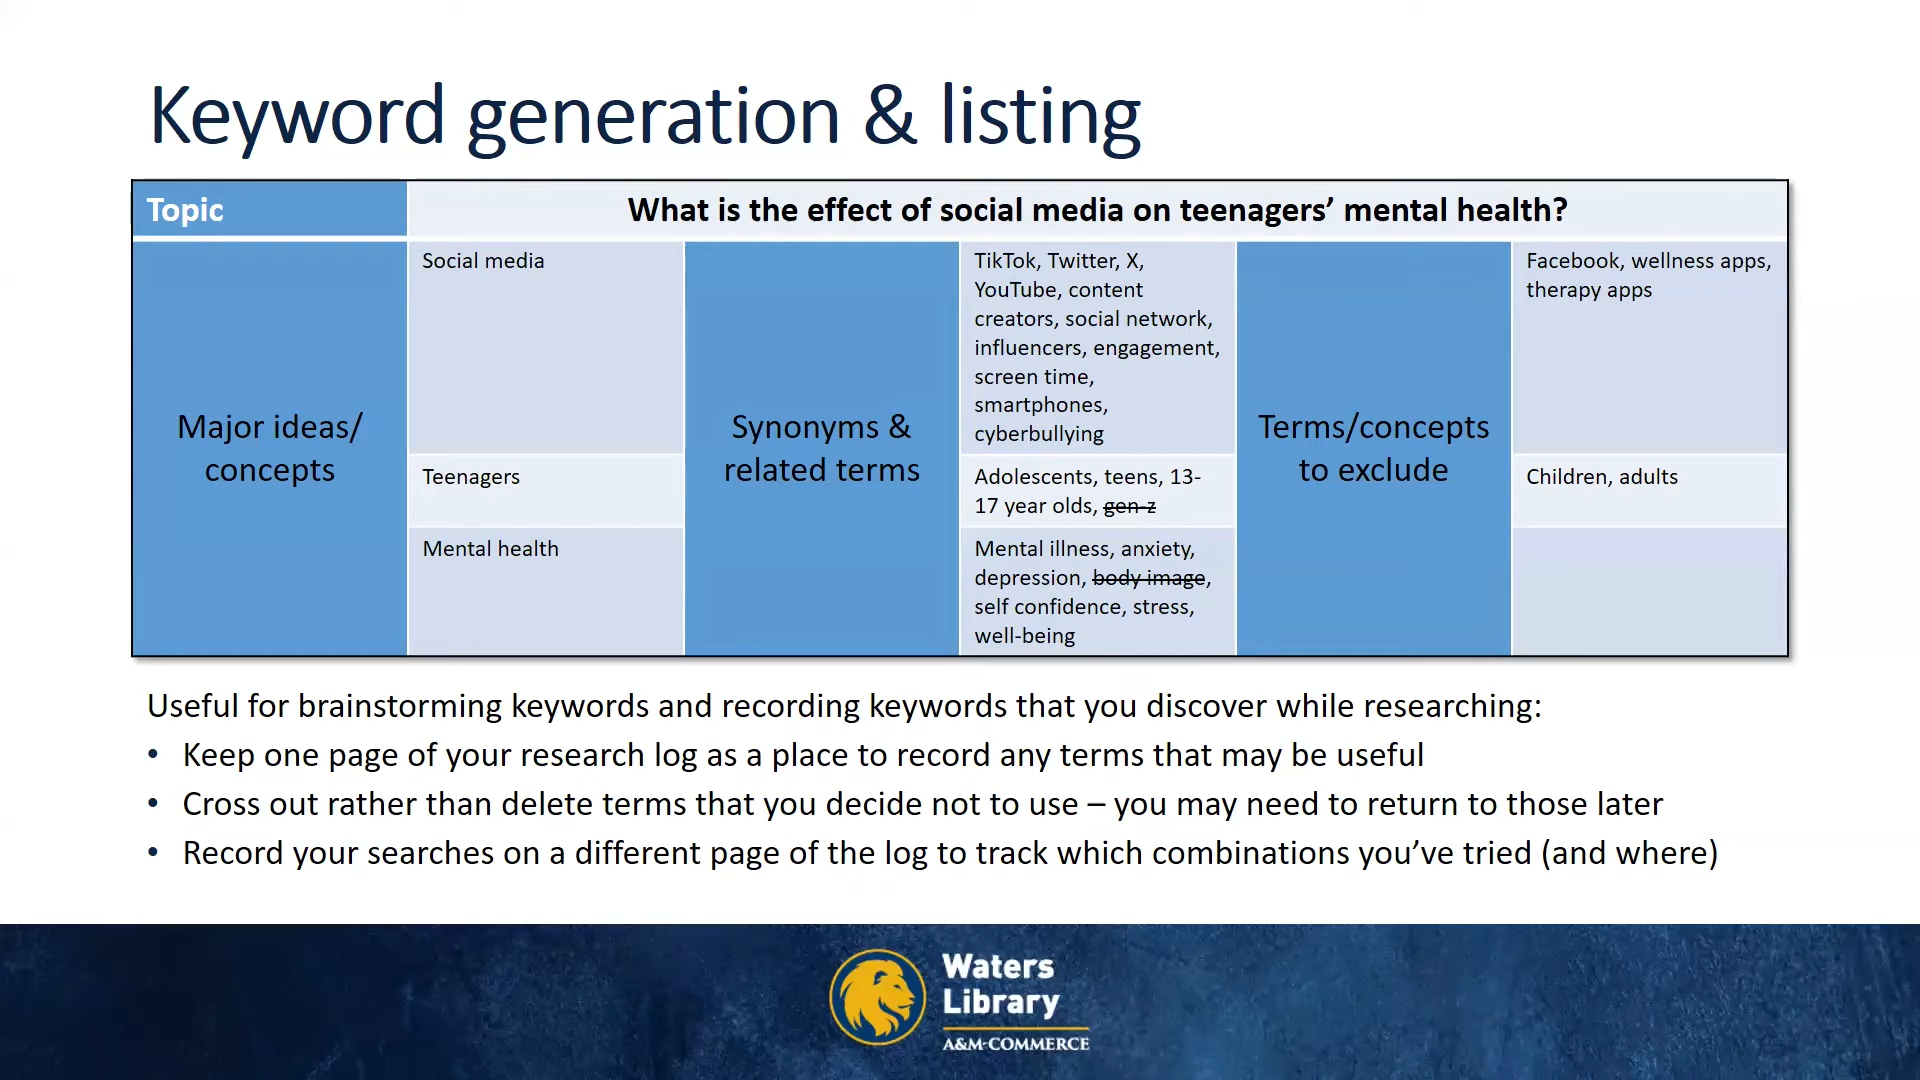 Keyword generation & listing
Topic
What is the effect of social media on teenagers’ mental health?
Major ideas/
concepts
Social media
Synonyms &
related terms
TikTok, Twitter, X,
YouTube, content
creators, social network,
influencers, engagement,
screen time,
smartphones,
cyberbullying
Terms/concepts
to exclude
Facebook, wellness apps,
therapy apps
Teenagers
Adolescents, teens, 13-
17 year olds, gen-z
Children, adults
Mental health
Mental illness, anxiety,
depression, body image,
self confidence, stress,
well-being
Useful for brainstorming keywords and recording keywords that you discover while researching:
• Keep one page of your research log as a place to record any terms that may be useful
• Cross out rather than delete terms that you decide not to use – you may need to return to those later
• Record your searches on a different page of the log to track which combinations you’ve tried (and where)
Waters
Library
A&M-COMMERCE